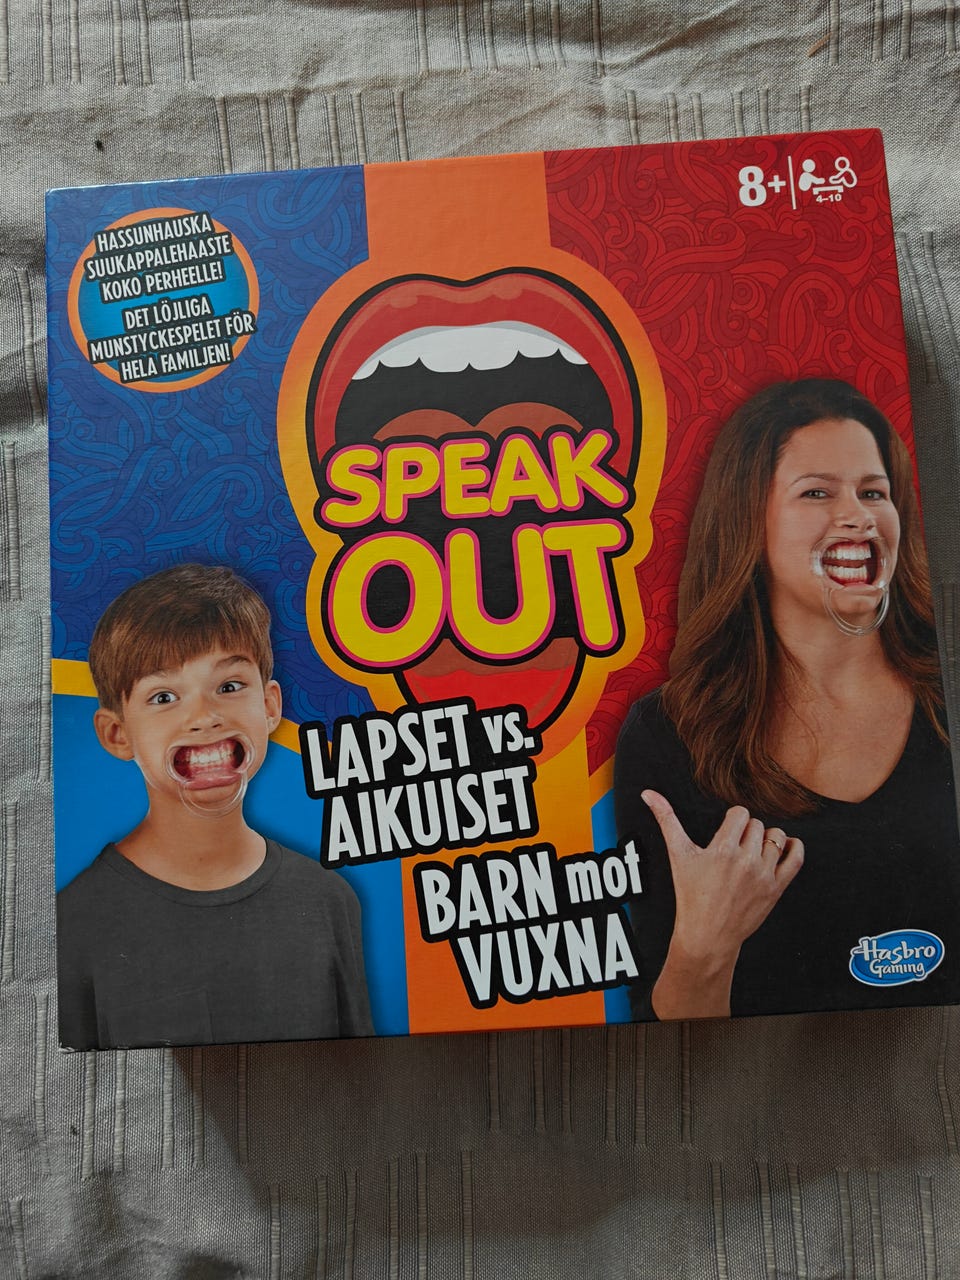 8+
4-10
HASSUNHAUSKA
SUUKAPPALEHAASTE
KOKO PERHEELLE!
DET LÖJLIGA
MUNSTYCKESPELET FÖR
HELA FAMILJEN!
SPEAK
OUT
LAPSET vs.
AIKUISET
BARN mot
VUXNA
Hasbro
Gaming